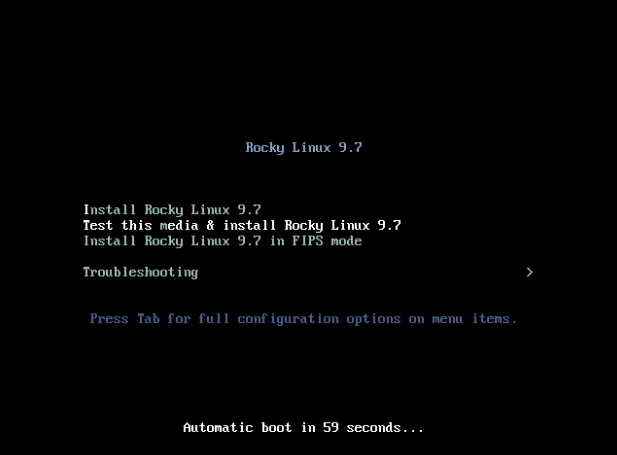 Rocky Linux 9.7
Install Rocky Linux 9.7
Test this media & install Rocky Linux 9.7
Install Rocky Linux 9.7 in FIPS mode
Troubleshooting >
Press Tab for full configuration options on menu items.
Automatic boot in 59 seconds...